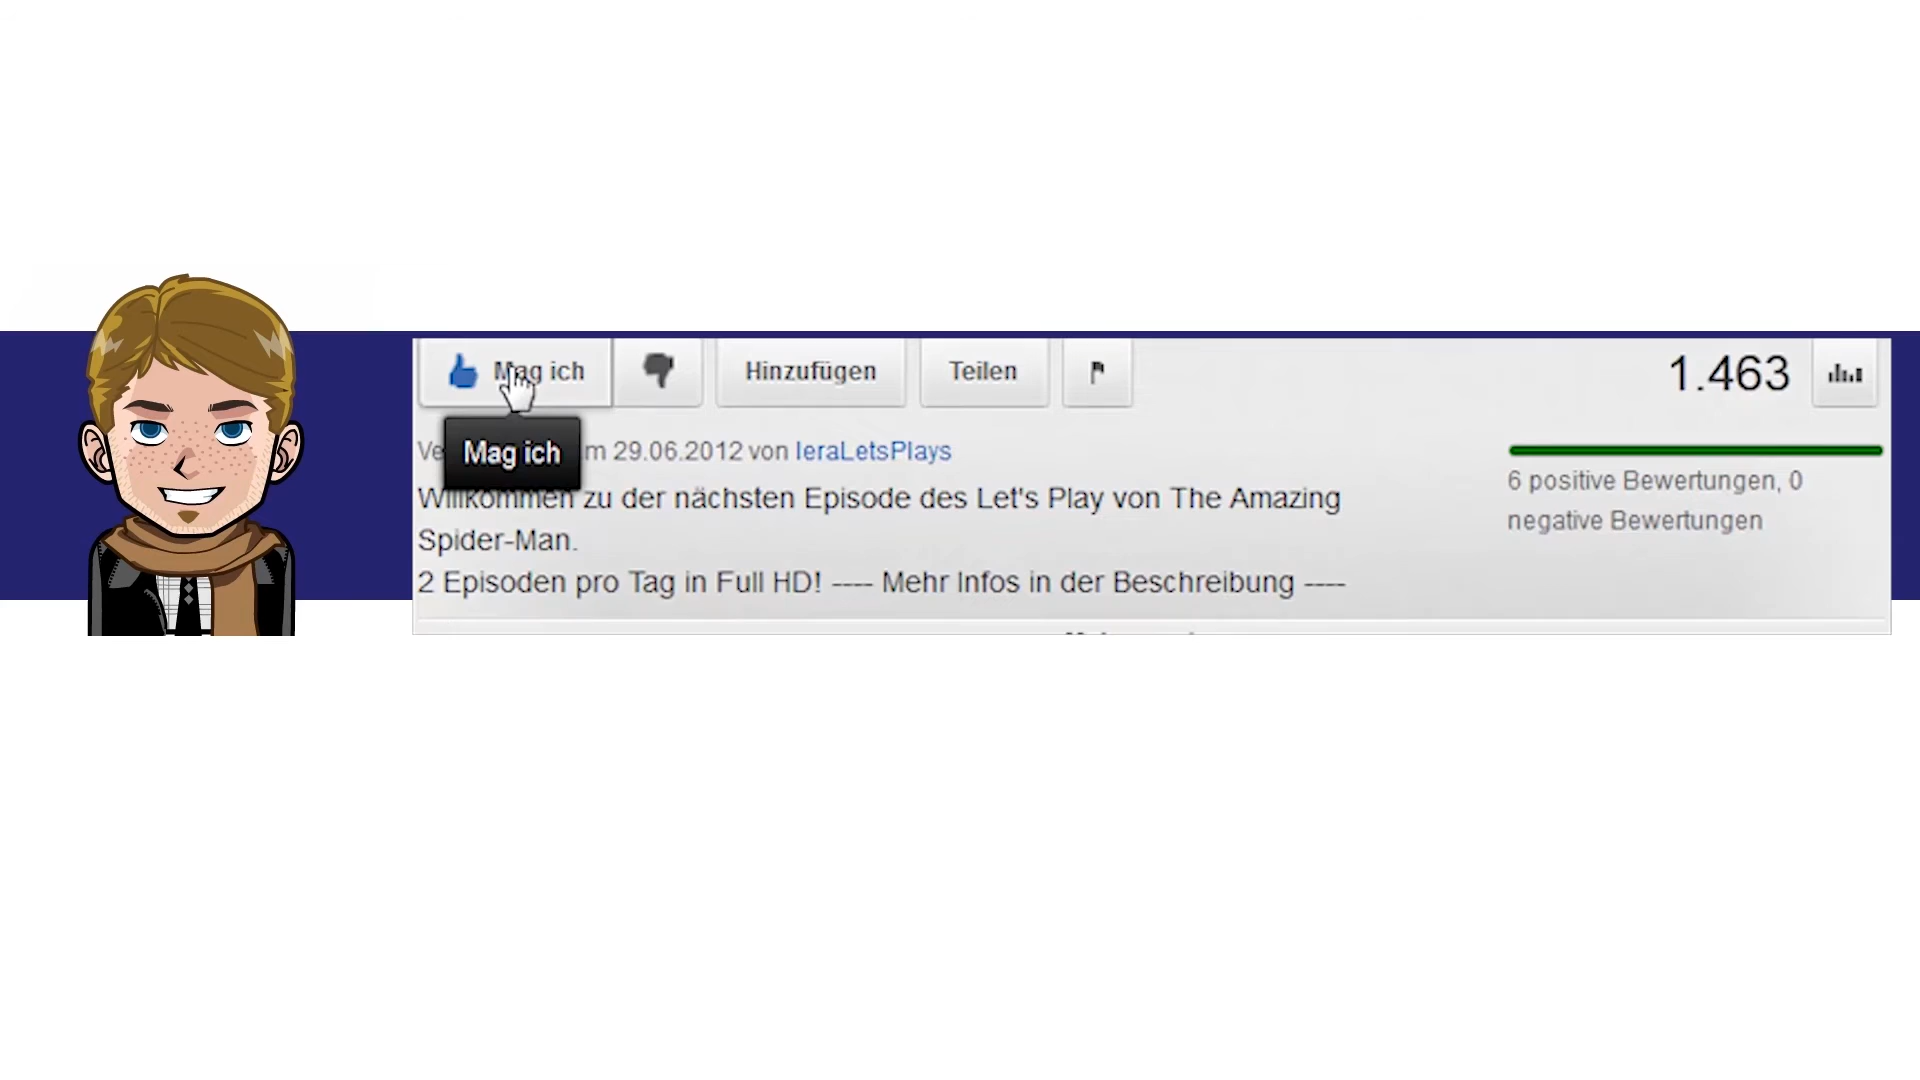 Mag ich Hinzufügen Teilen 1.463
Mag ich
m 29.06.2012 von IeraLetsPlays
Willkommen zu der nächsten Episode des Let's Play von The Amazing
Spider-Man.
2 Episoden pro Tag in Full HD! ---- Mehr Infos in der Beschreibung ----
6 positive Bewertungen, 0
negative Bewertungen